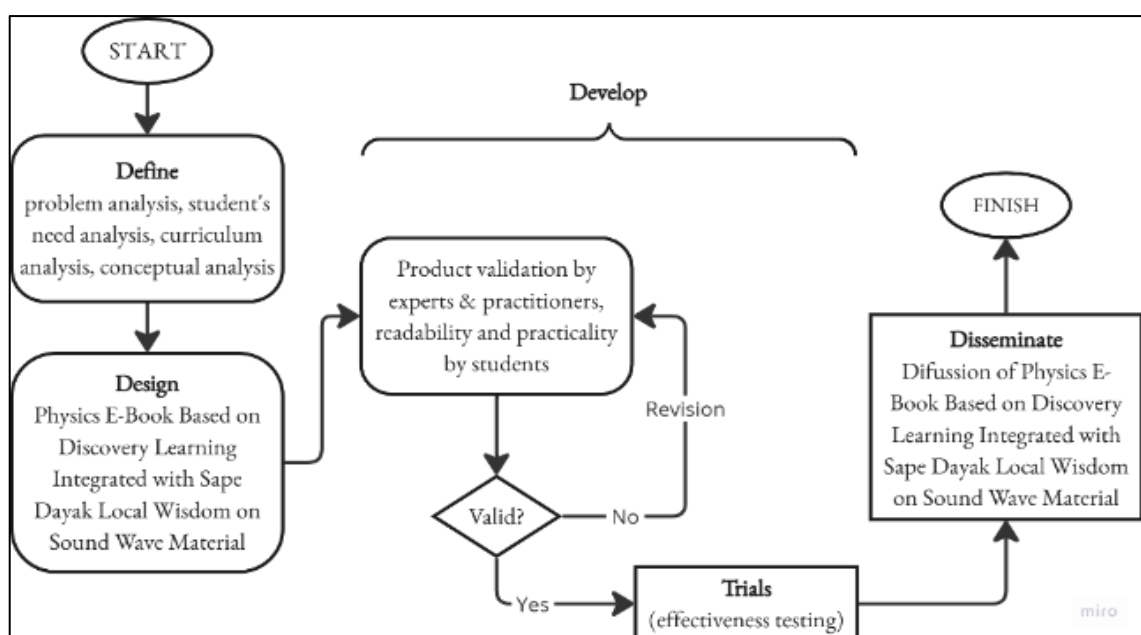 START
Define
problem analysis, student's
need analysis, curriculum
analysis, conceptual analysis
Design
Physics E-Book Based on
Discovery Learning
Integrated with Sape
Dayak Local Wisdom on
Sound Wave Material
Develop
Product validation by
experts & practitioners,
readability and practicality
by students
Revision
Valid?
No
Yes
Trials
(effectiveness testing)
Disseminate
Difussion of Physics E-
Book Based on Discovery
Learning Integrated with
Sape Dayak Local Wisdom
on Sound Wave Material
FINISH
miro